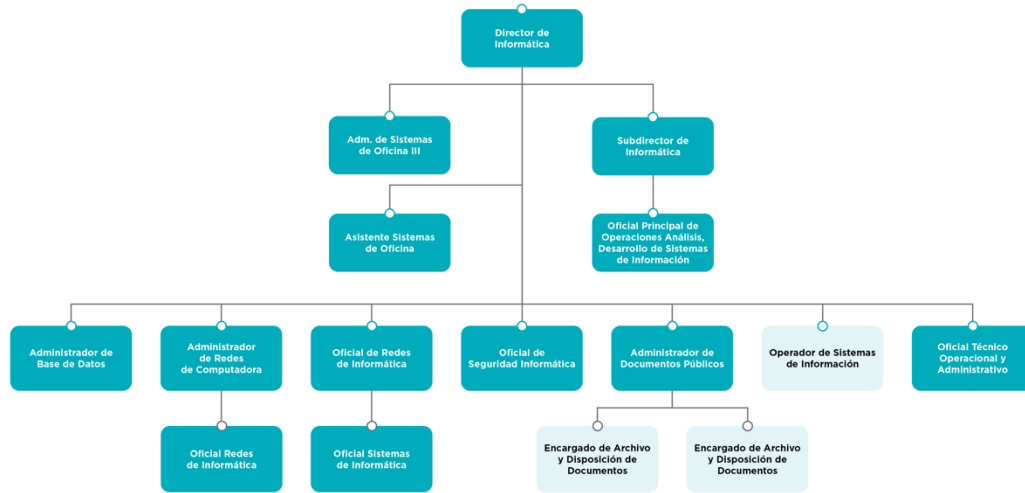 Director de
Informática
Adm. de Sistemas
de Oficina III
Subdirector de
Informática
Asistente Sistemas
de Oficina
Oficial Principal de
Operaciones Análisis,
Desarrollo de Sistemas
de Información
Administrador de
Base de Datos
Administrador
de Redes
de Computadora
Oficial de Redes
de Informática
Oficial de
Seguridad Informática
Administrador de
Documentos Públicos
Operador de Sistemas
de Información
Oficial Técnico
Operacional y
Administrativo
Oficial Redes
de Informática
Oficial Sistemas
de Informática
Encargado de Archivo
y Disposición de
Documentos
Encargado de Archivo
y Disposición de
Documentos